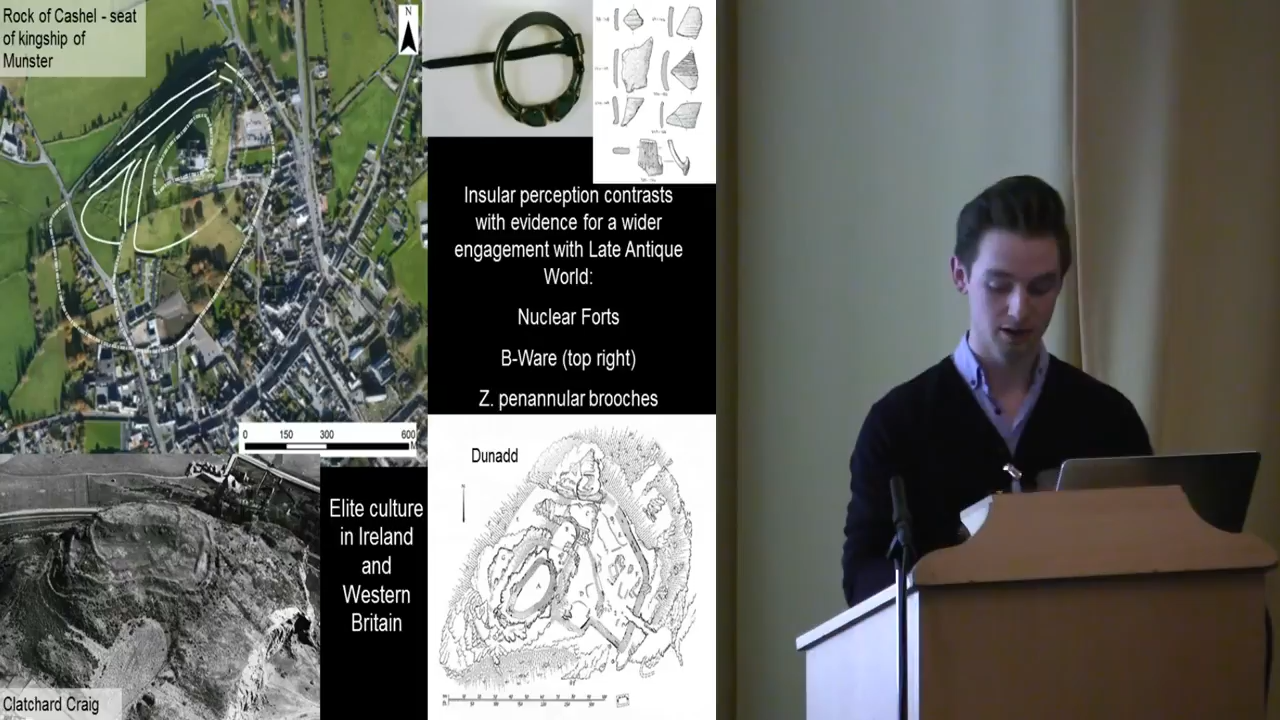 Rock of Cashel - seat
of kingship of
Munster
N
Insular perception contrasts
with evidence for a wider
engagement with Late Antique
World:
Nuclear Forts
B-Ware (top right)
Z. penannular brooches
0 150 300 600
M
Elite culture
in Ireland
and
Western
Britain
Dunadd
Clatchard Craig